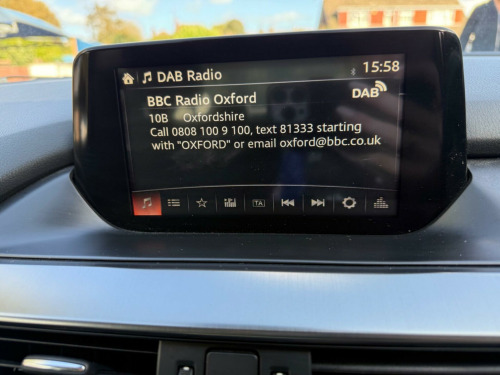 DAB Radio
15:58
BBC Radio Oxford
DAB
10B Oxfordshire
Call 0808 100 9 100, text 81333 starting
with "OXFORD" or email oxford@bbc.co.uk
TA